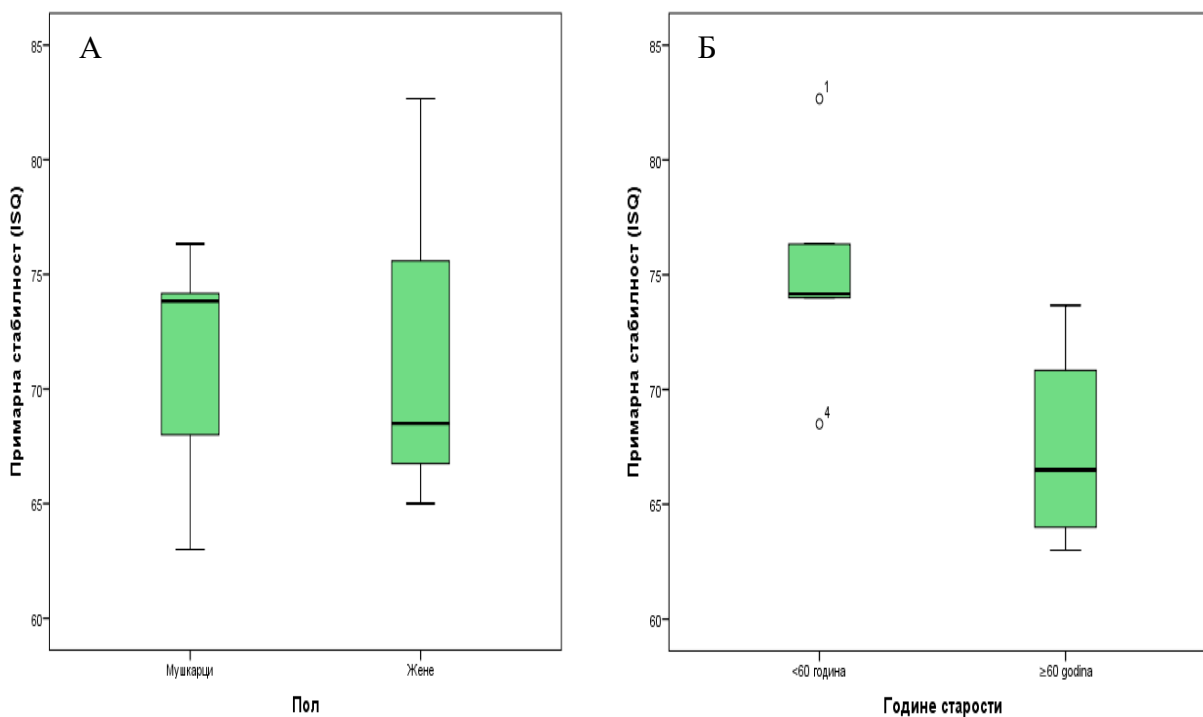 А
85
80
75
70
65
60
Примарна стабилност (ISQ)
Мушкарци
Жене
Пол
Б
85
80
75
70
65
60
Примарна стабилност (ISQ)
1
4
<60 година
≥60 godina
Године старости